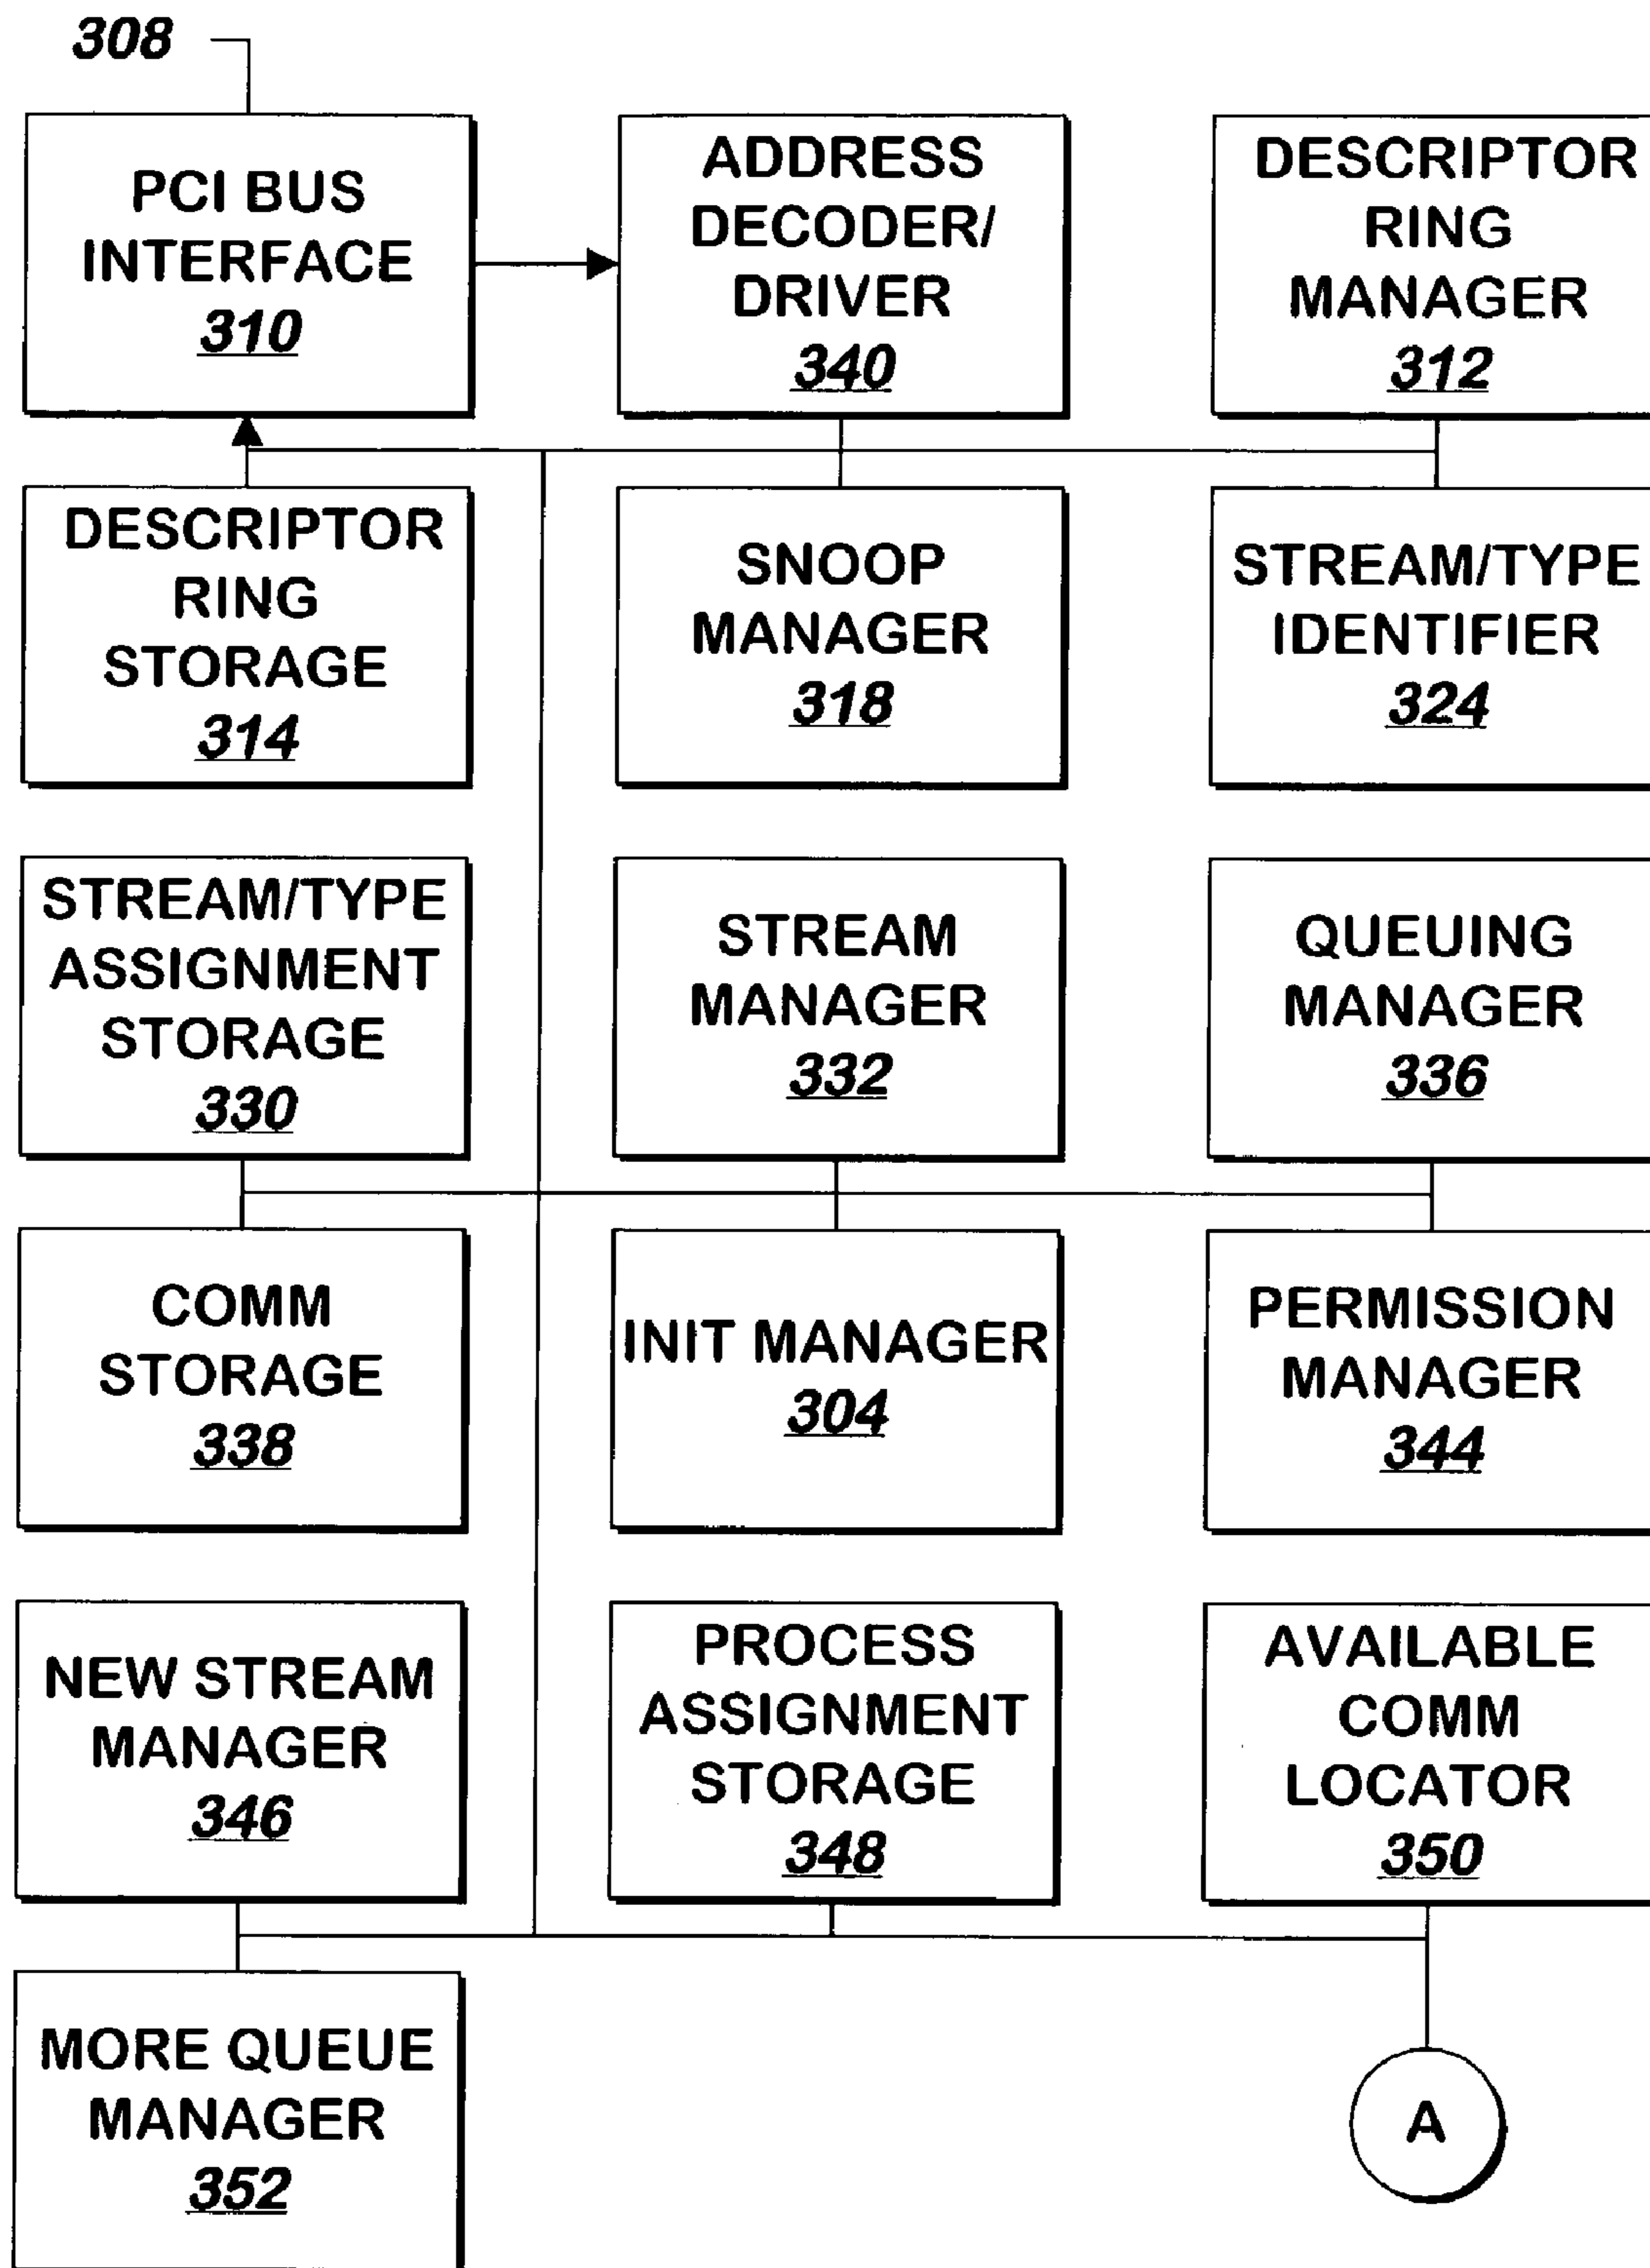 308
PCI BUS
INTERFACE
310
ADDRESS
DECODER/
DRIVER
340
DESCRIPTOR
RING
MANAGER
312
DESCRIPTOR
RING
STORAGE
314
SNOOP
MANAGER
318
STREAM/TYPE
IDENTIFIER
324
STREAM/TYPE
ASSIGNMENT
STORAGE
330
STREAM
MANAGER
332
QUEUING
MANAGER
336
COMM
STORAGE
338
INIT MANAGER
304
PERMISSION
MANAGER
344
NEW STREAM
MANAGER
346
PROCESS
ASSIGNMENT
STORAGE
348
AVAILABLE
COMM
LOCATOR
350
MORE QUEUE
MANAGER
352
A